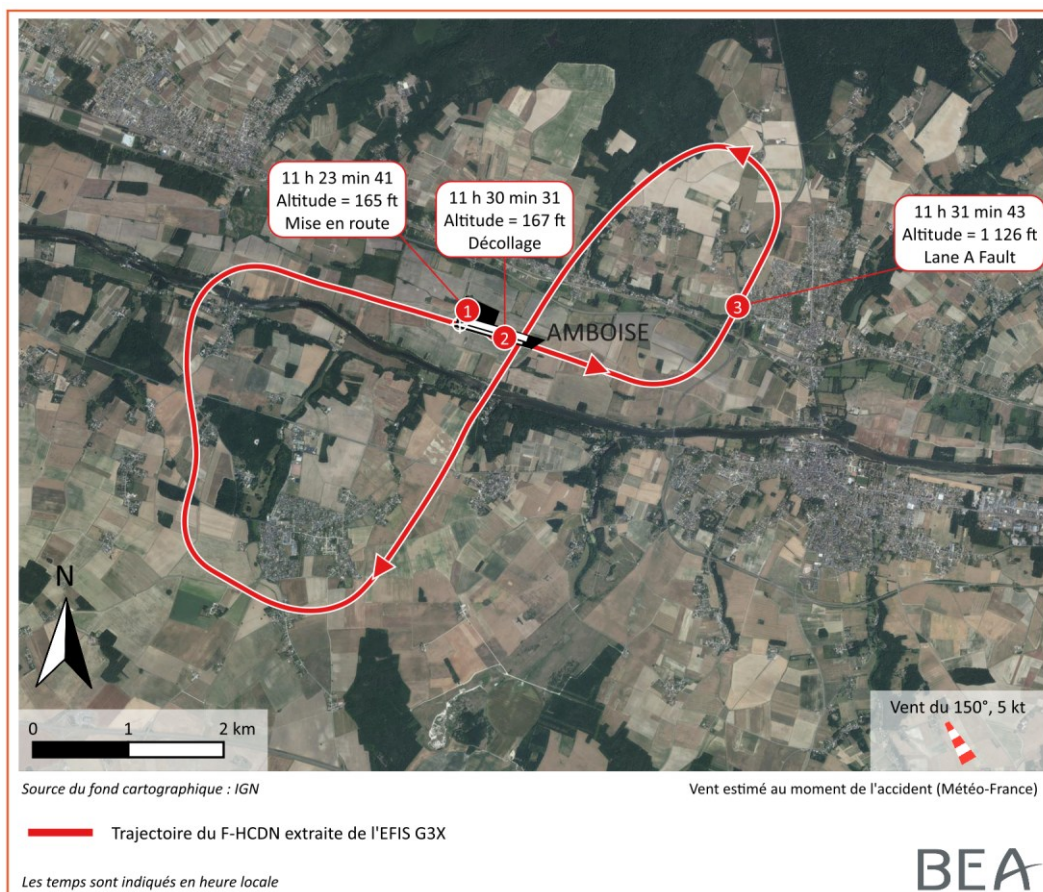 11 h 23 min 41
Altitude = 165 ft
Mise en route
11 h 30 min 31
Altitude = 167 ft
Décollage
11 h 31 min 43
Altitude = 1 126 ft
Lane A Fault
1
2
AMBOISE
3
N
0 1 2 km
Vent du 150°, 5 kt
Source du fond cartographique : IGN
Vent estimé au moment de l'accident (Météo-France)
Trajectoire du F-HCDN extraite de l'EFIS G3X
Les temps sont indiqués en heure locale
BEA